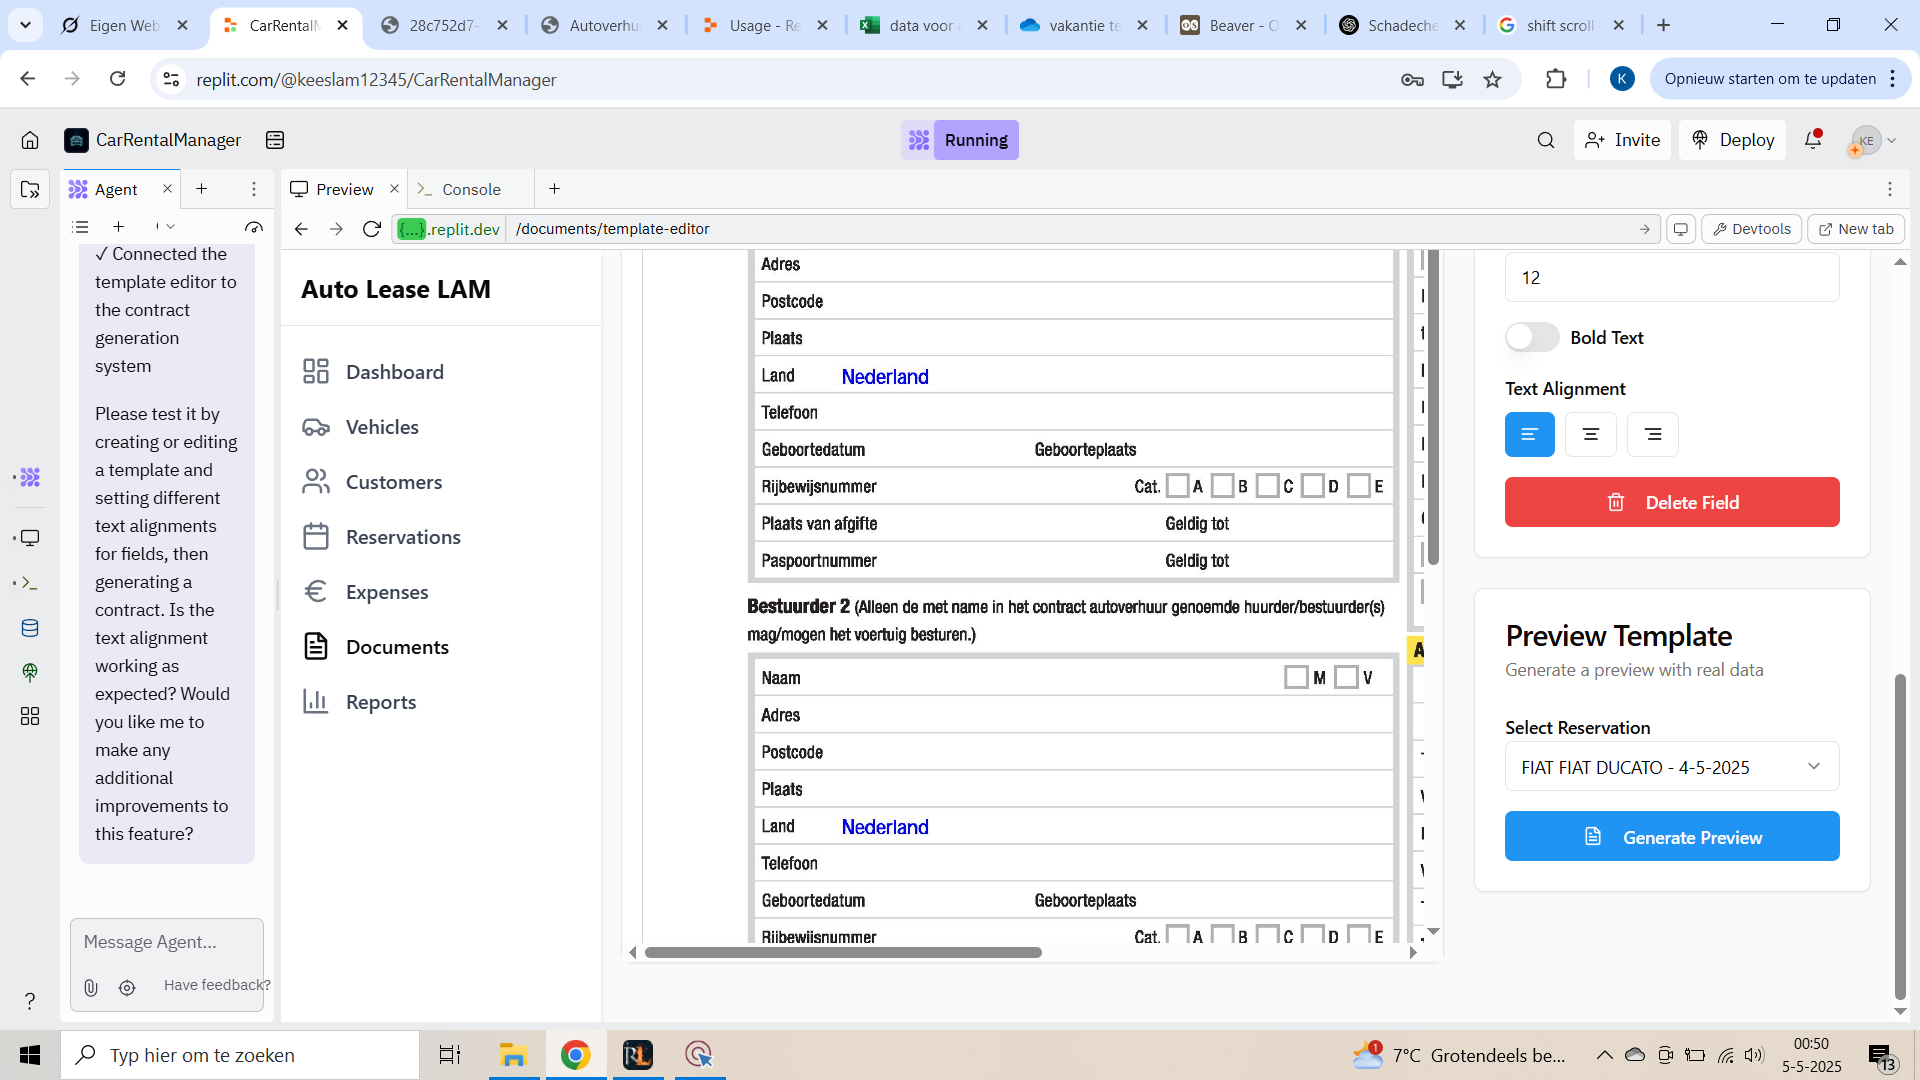 Eigen Web
CarRentalM
28c752d7-
Autoverhu
Usage - Re
data voor
vakantie te
Beaver - O
Schadeche
shift scroll
replit.com/@keeslam12345/CarRentalManager
K
Opnieuw starten om te updaten
CarRentalManager
Running
Invite
Deploy
KE
Agent
Preview
Console
{...}.replit.dev
/documents/template-editor
Devtools
New tab
✓ Connected the
template editor to
the contract
generation
system
Please test it by
creating or editing
a template and
setting different
text alignments
for fields, then
generating a
contract. Is the
text alignment
working as
expected? Would
you like me to
make any
additional
improvements to
this feature?
Message Agent...
Have feedback?
Auto Lease LAM
Dashboard
Vehicles
Customers
Reservations
Expenses
Documents
Reports
Adres
Postcode
Plaats
Land Nederland
Telefoon
Geboortedatum Geboorteplaats
Rijbewijsnummer Cat. A B C D E
Plaats van afgifte Geldig tot
Paspoortnummer Geldig tot
Bestuurder 2 (Alleen de met name in het contract autoverhuur genoemde huurder/bestuurder(s)
mag/mogen het voertuig besturen.)
Naam M V
Adres
Postcode
Plaats
Land Nederland
Telefoon
Geboortedatum Geboorteplaats
Rijbewijsnummer Cat. A B C D E
A
12
Bold Text
Text Alignment
Delete Field
Preview Template
Generate a preview with real data
Select Reservation
FIAT FIAT DUCATO - 4-5-2025
Generate Preview
?
Typ hier om te zoeken
RL
1
7°C Grotendeels be...
00:50
5-5-2025
13